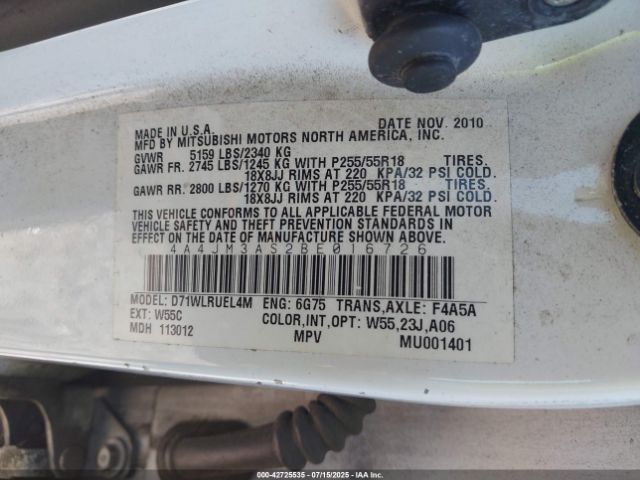 MADE IN U.S.A. DATE NOV. 2010
MFD BY MITSUBISHI MOTORS NORTH AMERICA, INC.
GVWR 5159 LBS/2340 KG
GAWR FR. 2745 LBS/1245 KG WITH P255/55R18 TIRES.
18X8JJ RIMS AT 220 KPA/32 PSI COLD.
GAWR RR. 2800 LBS/1270 KG WITH P255/55R18 TIRES.
18X8JJ RIMS AT 220 KPA/32 PSI COLD.
THIS VEHICLE CONFORMS TO ALL APPLICABLE FEDERAL MOTOR
VEHICLE SAFETY AND THEFT PREVENTION STANDARDS IN
EFFECT ON THE DATE OF MANUFACTURE SHOWN ABOVE.
4A4JM3AS2BE016726
MODEL: D71WLRUEL4M ENG: 6G75 TRANS,AXLE: F4A5A
EXT: W55C COLOR,INT,OPT: W55,23J,A06
MDH 113012 MPV MU001401
000-42725535 - 07/15/2025 - IAAI.COM